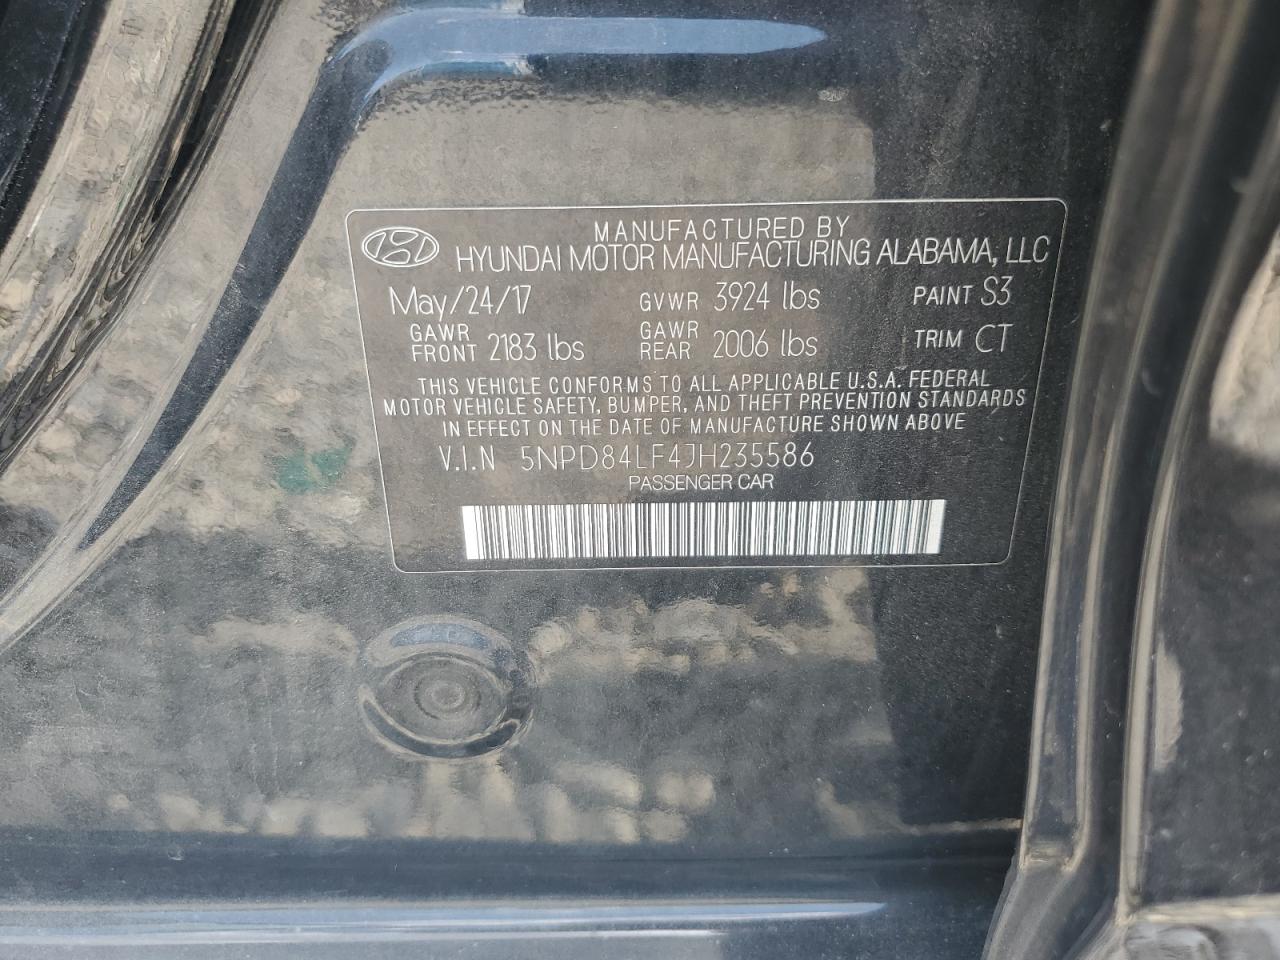 MANUFACTURED BY
HYUNDAI MOTOR MANUFACTURING ALABAMA, LLC
May/24/17 GVWR 3924 lbs PAINT S3
GAWR FRONT 2183 lbs GAWR REAR 2006 lbs TRIM CT
THIS VEHICLE CONFORMS TO ALL APPLICABLE U.S.A. FEDERAL
MOTOR VEHICLE SAFETY, BUMPER, AND THEFT PREVENTION STANDARDS
IN EFFECT ON THE DATE OF MANUFACTURE SHOWN ABOVE
V.I.N 5NPD84LF4JH235586
PASSENGER CAR